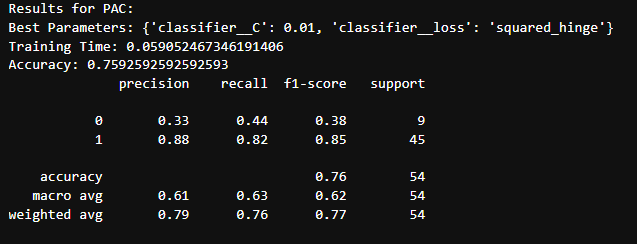 Results for PAC:
Best Parameters: {'classifier__C': 0.01, 'classifier__loss': 'squared_hinge'}
Training Time: 0.059052467346191406
Accuracy: 0.7592592592592593
precision recall f1-score support
0 0.33 0.44 0.38 9
1 0.88 0.82 0.85 45
accuracy 0.76 54
macro avg 0.61 0.63 0.62 54
weighted avg 0.79 0.76 0.77 54